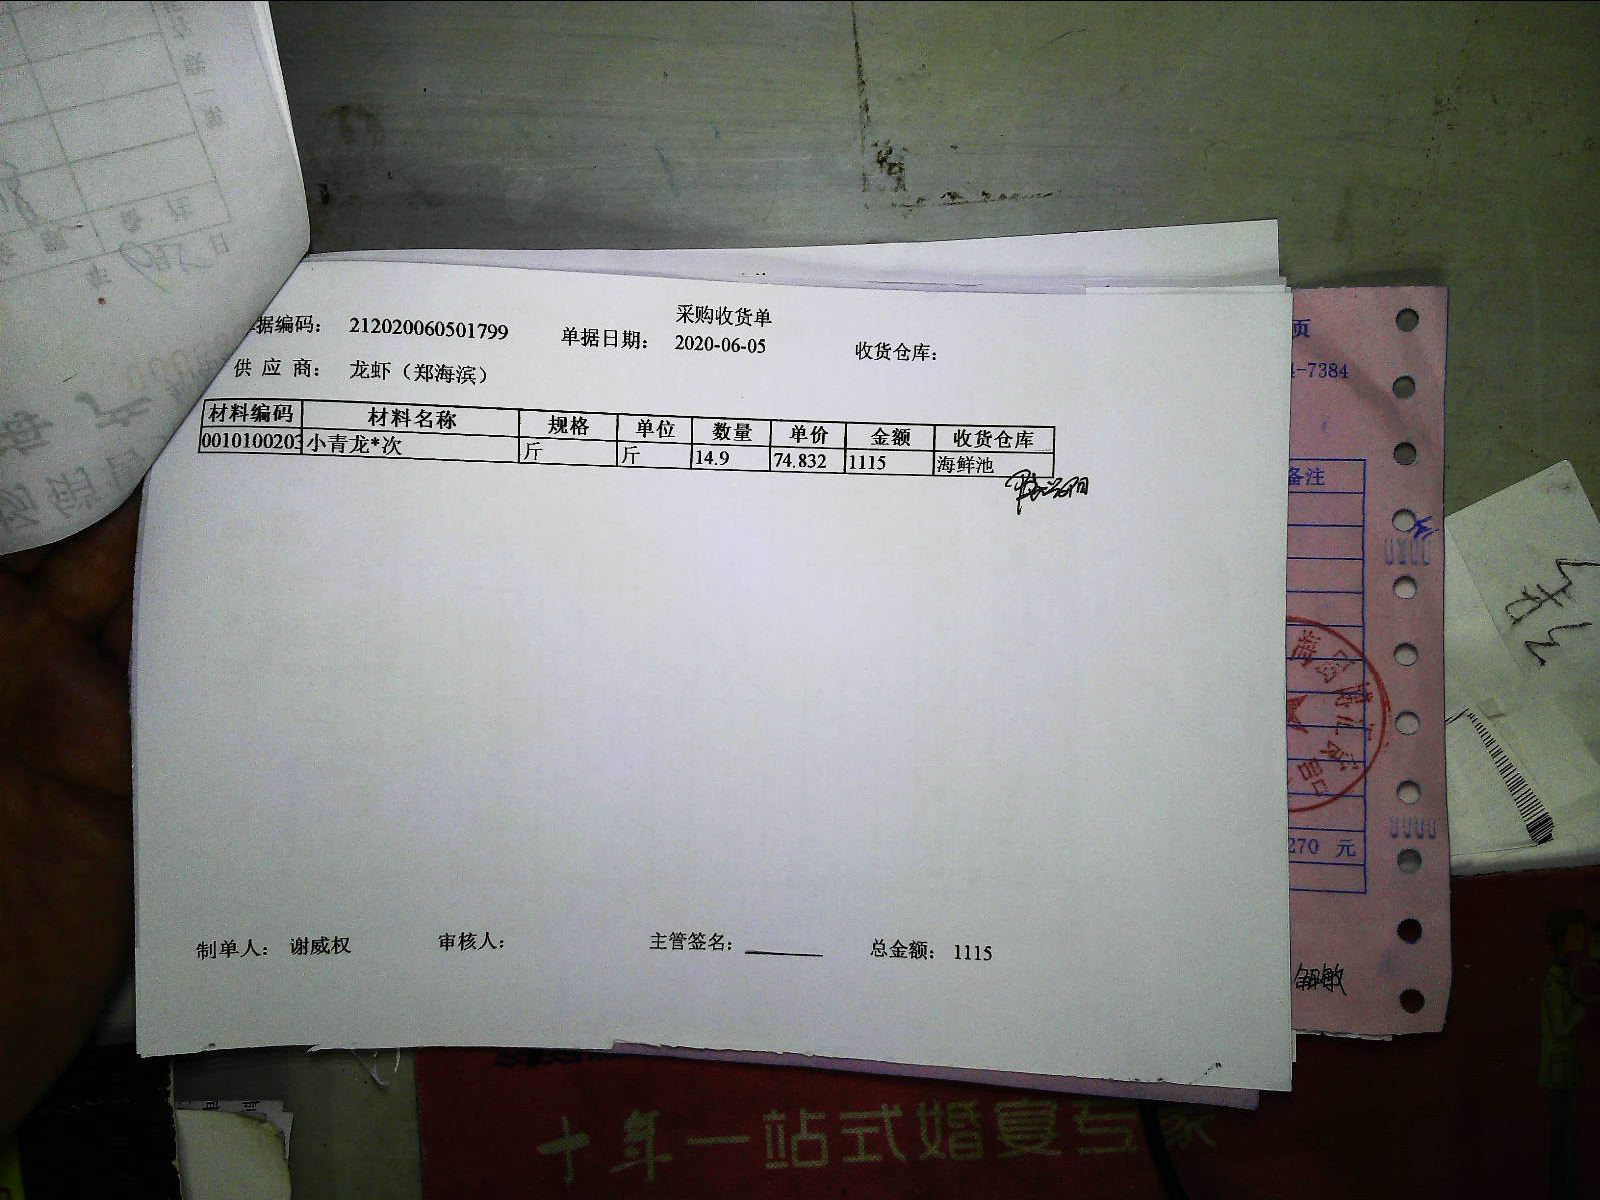 采购收货单
据编码： 212020060501799 单据日期： 2020-06-05 收货仓库：
供 应 商： 龙虾（郑海滨）
材料编码 材料名称 规格 单位 数量 单价 金额 收货仓库
0010100203 小青龙*次 斤 斤 14.9 74.832 1115 海鲜池
制单人： 谢威权 审核人： 主管签名： 总金额： 1115
页
-7384
备注
270 元
十年一站式婚宴专家